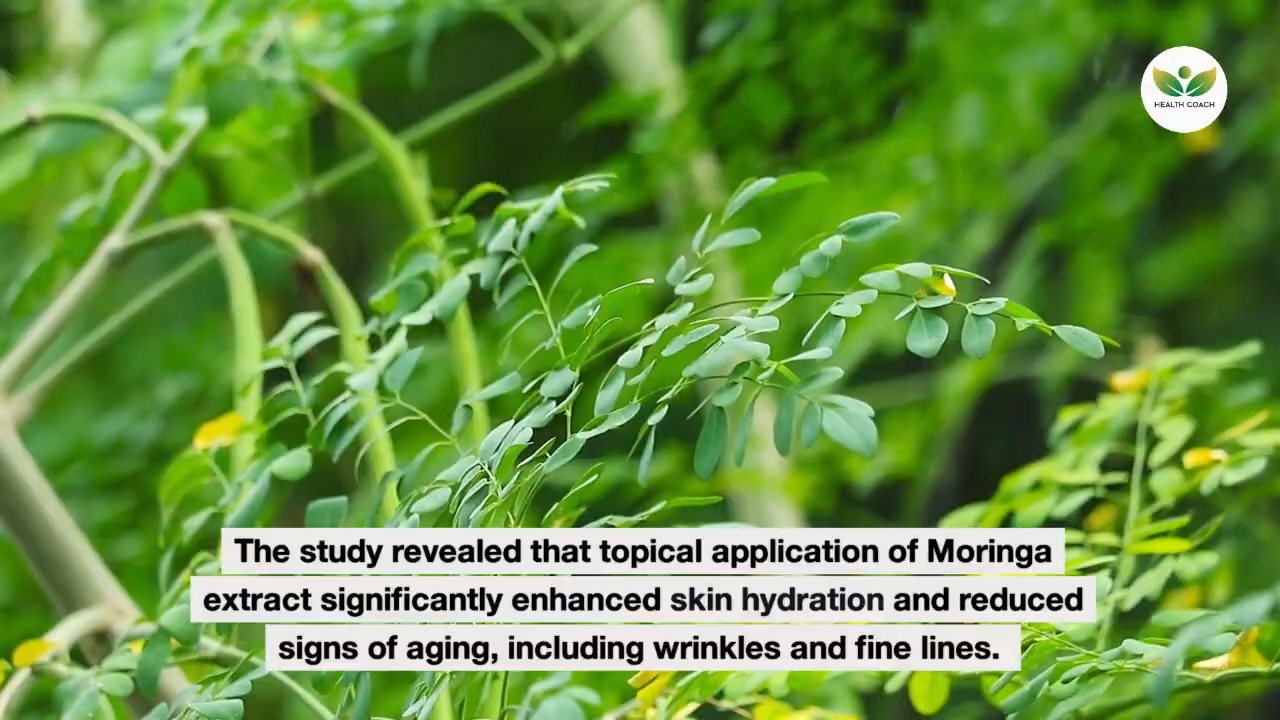 HEALTH COACH
The study revealed that topical application of Moringa
extract significantly enhanced skin hydration and reduced
signs of aging, including wrinkles and fine lines.